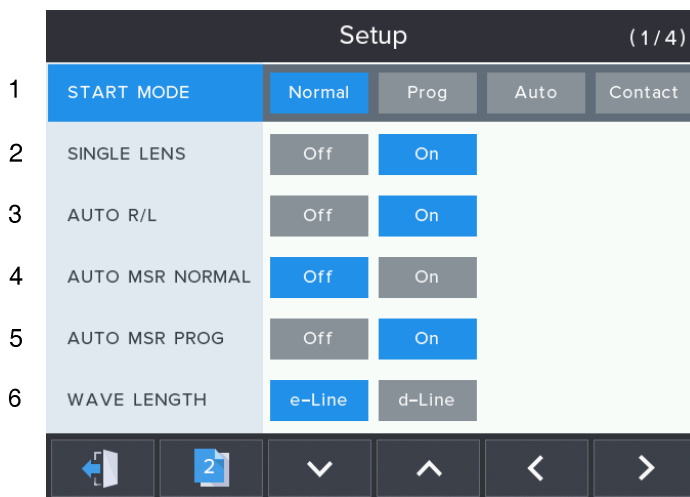 Setup (1/4)
1 START MODE Normal Prog Auto Contact
2 SINGLE LENS Off On
3 AUTO R/L Off On
4 AUTO MSR NORMAL Off On
5 AUTO MSR PROG Off On
6 WAVE LENGTH e-Line d-Line
2